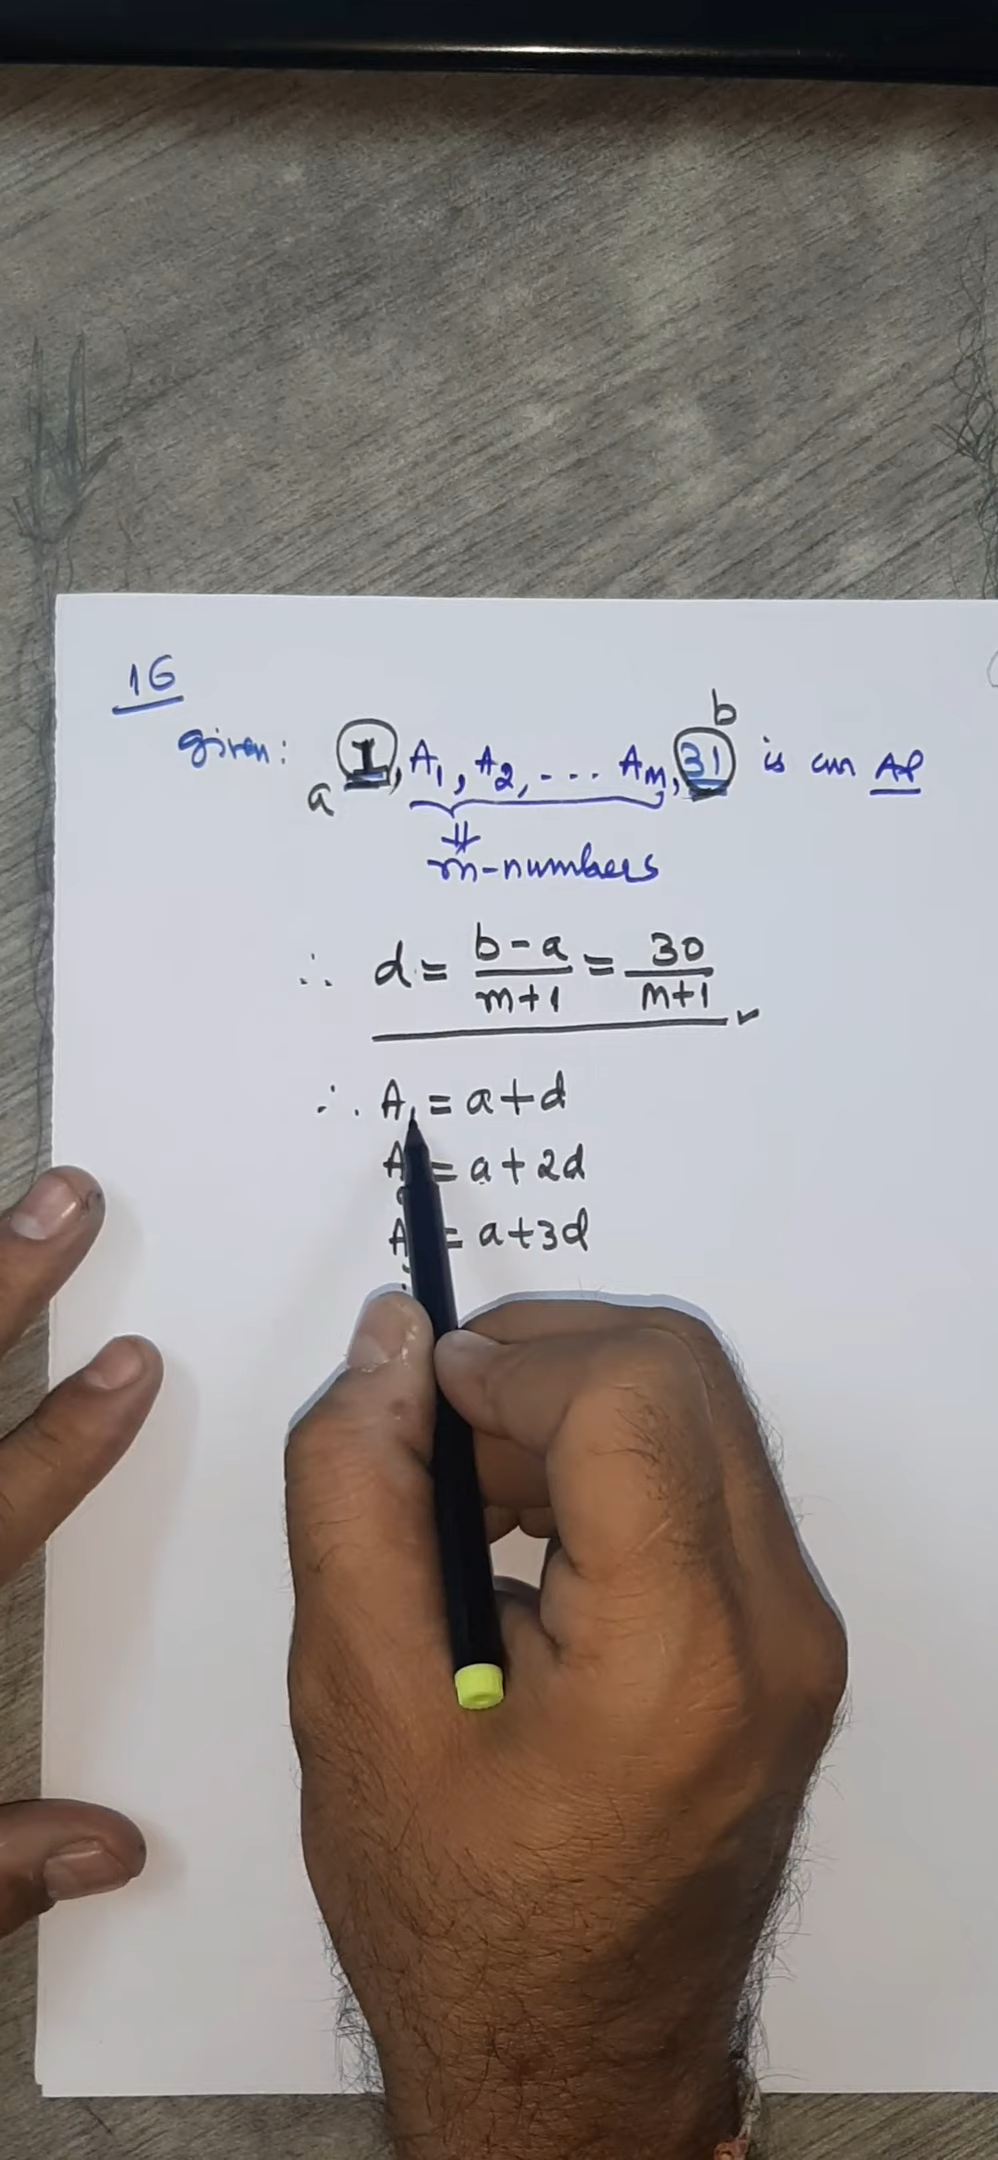 16
given: a 1, A₁, A₂, - ... Aₘ, 31 b is an AP
m-numbers
∴ d = b-a/m+1 = 30/m+1 ✓
∴ A₁ = a+d
A = a+2d
A = a+3d